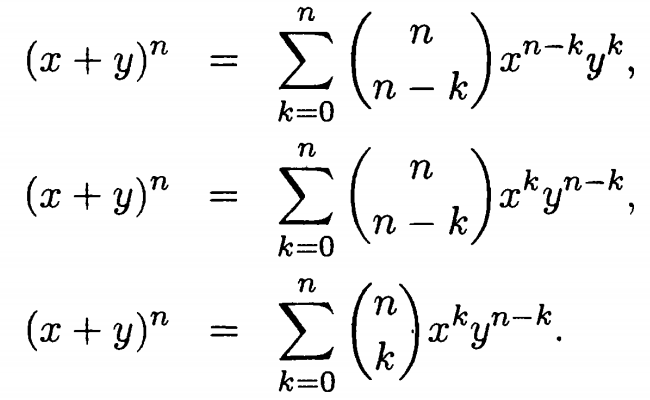 $(x+y)^n = \sum_{k=0}^{n} \binom{n}{n-k} x^{n-k} y^k,$
$(x+y)^n = \sum_{k=0}^{n} \binom{n}{n-k} x^k y^{n-k},$
$(x+y)^n = \sum_{k=0}^{n} \binom{n}{k} x^k y^{n-k}.$